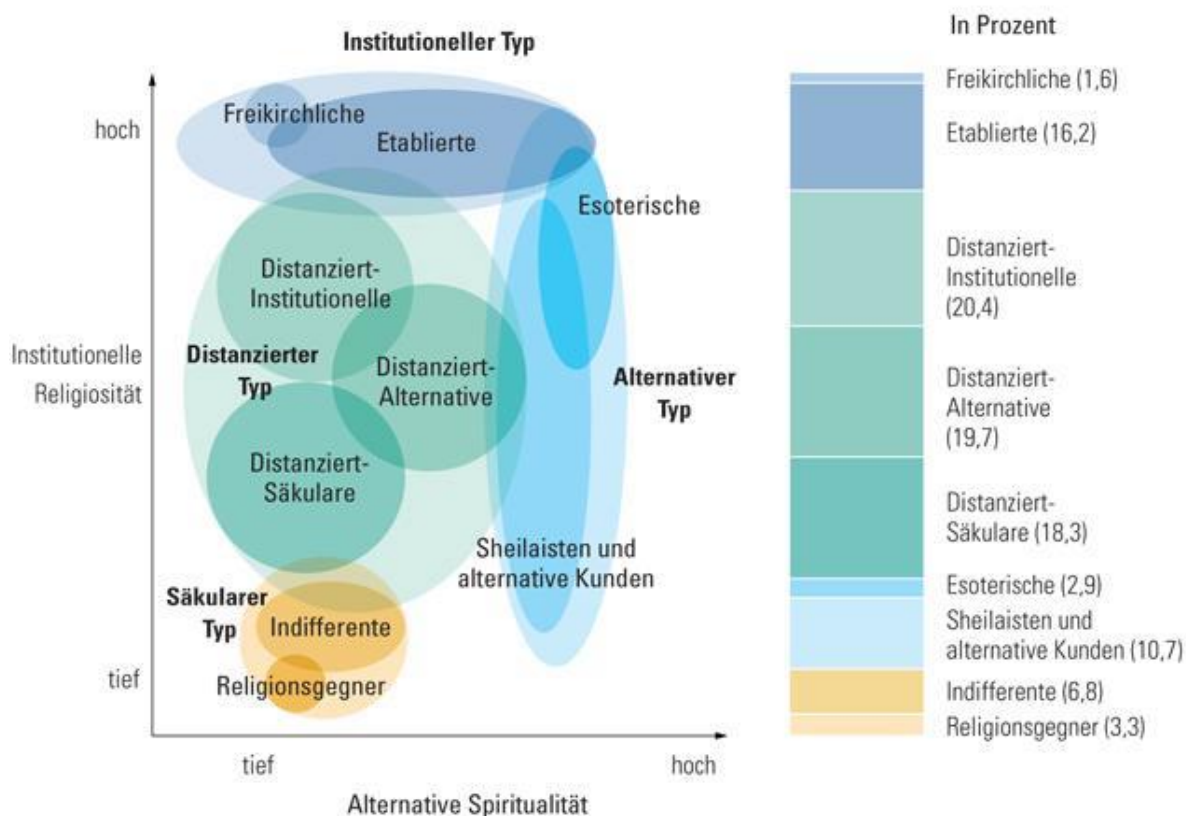 Institutioneller Typ
hoch
Freikirchliche
Etablierte
Esoterische
Distanziert-
Institutionelle
Institutionelle
Religiosität
Distanzierter
Typ
Distanziert-
Alternative
Alternativer
Typ
Distanziert-
Säkulare
Sheilaisten und
alternative Kunden
Säkularer
Typ
Indifferente
tief
Religionsgegner
tief
hoch
Alternative Spiritualität
In Prozent
Freikirchliche (1,6)
Etablierte (16,2)
Distanziert-
Institutionelle
(20,4)
Distanziert-
Alternative
(19,7)
Distanziert-
Säkulare (18,3)
Esoterische (2,9)
Sheilaisten und
alternative Kunden (10,7)
Indifferente (6,8)
Religionsgegner (3,3)